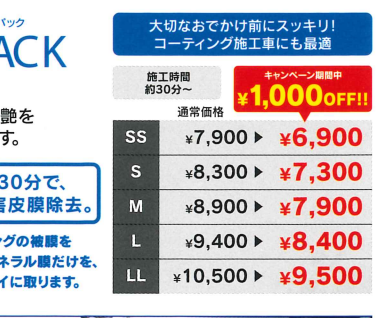 パック
ACK
艶を
す。
30分で、
害皮膜除去。
ングの被膜を
ネラル膜だけを、
イに取ります。
大切なおでかけ前にスッキリ!
コーティング施工車にも最適
施工時間
約30分~
キャンペーン期間中
¥1,000OFF!!
通常価格
SS ¥7,900 ▶ ¥6,900
S ¥8,300 ▶ ¥7,300
M ¥8,900 ▶ ¥7,900
L ¥9,400 ▶ ¥8,400
LL ¥10,500 ▶ ¥9,500